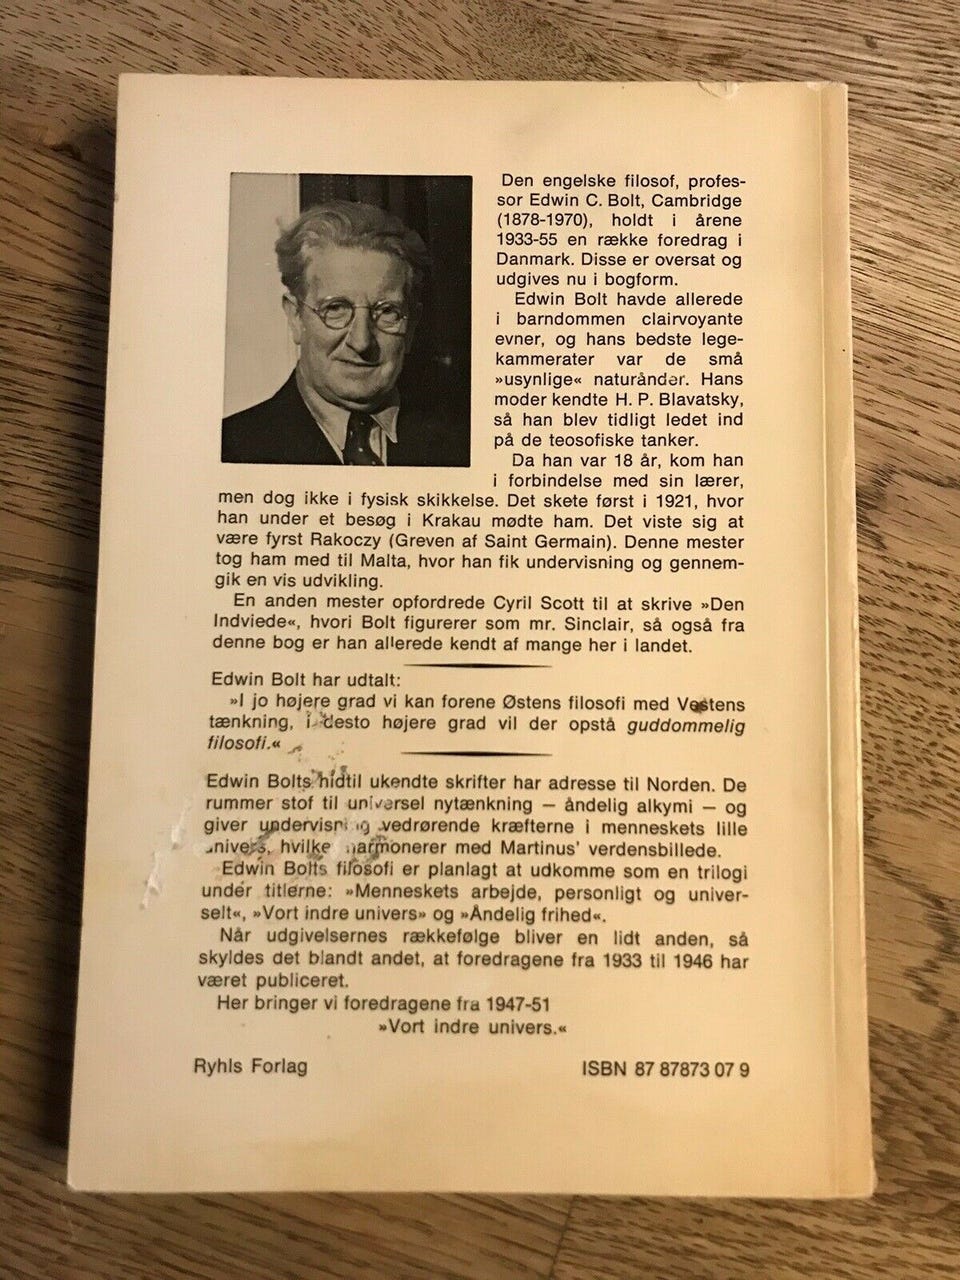 Den engelske filosof, profes-
sor Edwin C. Bolt, Cambridge
(1878-1970), holdt i årene
1933-55 en række foredrag i
Danmark. Disse er oversat og
udgives nu i bogform.
Edwin Bolt havde allerede
i barndommen clairvoyante
evner, og hans bedste lege-
kammerater var de små
»usynlige« naturånder. Hans
moder kendte H. P. Blavatsky,
så han blev tidligt ledet ind
på de teosofiske tanker.
Da han var 18 år, kom han
i forbindelse med sin lærer,
men dog ikke i fysisk skikkelse. Det skete først i 1921, hvor
han under et besøg i Krakau mødte ham. Det viste sig at
være fyrst Rakoczy (Greven af Saint Germain). Denne mester
tog ham med til Malta, hvor han fik undervisning og gennem-
gik en vis udvikling.
En anden mester opfordrede Cyril Scott til at skrive »Den
Indviede«, hvori Bolt figurerer som mr. Sinclair, så også fra
denne bog er han allerede kendt af mange her i landet.
Edwin Bolt har udtalt:
»I jo højere grad vi kan forene Østens filosofi med Vestens
tænkning, i desto højere grad vil der opstå guddommelig
filosofi.«
Edwin Bolts hidtil ukendte skrifter har adresse til Norden. De
rummer stof til universel nytænkning — åndelig alkymi — og
giver undervisning vedrørende kræfterne i menneskets lille
univers, hvilke harmonerer med Martinus' verdensbillede.
Edwin Bolts filosofi er planlagt at udkomme som en trilogi
under titlerne: »Menneskets arbejde, personligt og univer-
selt«, »Vort indre univers» og »Åndelig frihed«.
Når udgivelsernes rækkefølge bliver en lidt anden, så
skyldes det blandt andet, at foredragene fra 1933 til 1946 har
været publiceret.
Her bringer vi foredragene fra 1947-51
»Vort indre univers.«
Ryhls Forlag
ISBN 87 87873 07 9